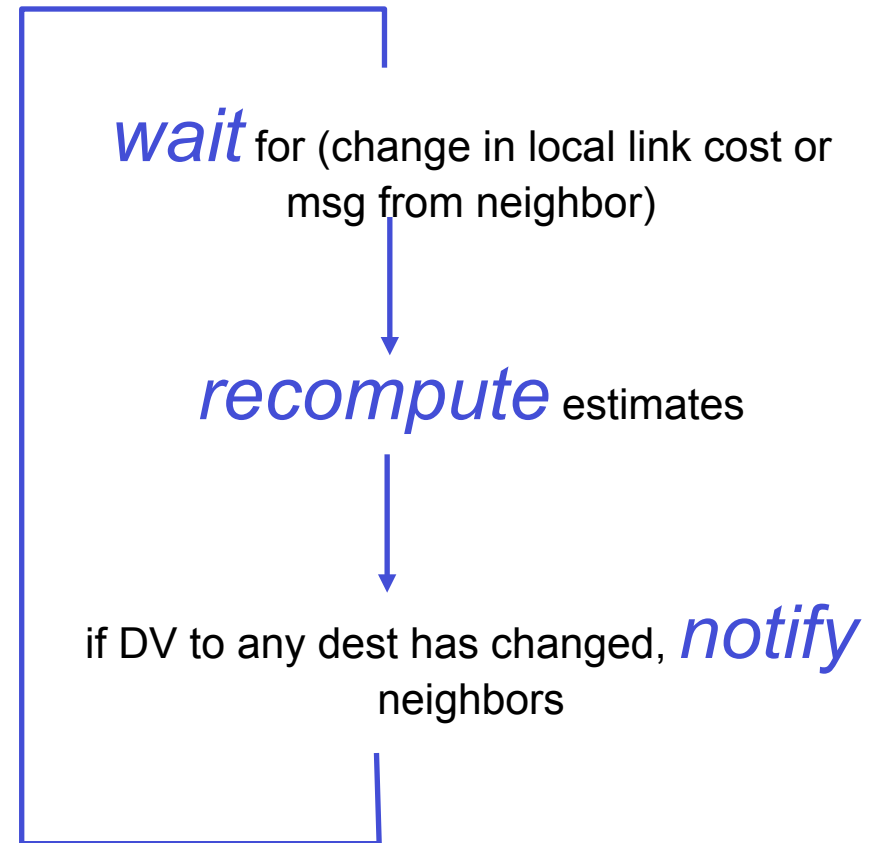 wait for (change in local link cost or
msg from neighbor)
recompute estimates
if DV to any dest has changed, notify
neighbors